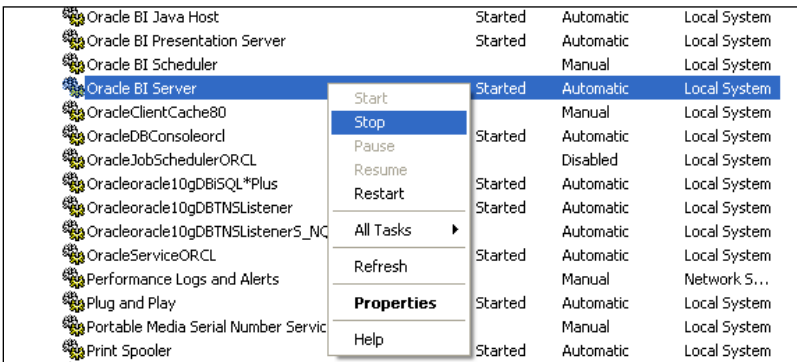 Oracle BI Java Host Started Automatic Local System
Oracle BI Presentation Server Started Automatic Local System
Oracle BI Scheduler Manual Local System
Oracle BI Server Started Automatic Local System
OracleClientCache80 Manual Local System
OracleDBConsoleorcl Started Automatic Local System
OracleJobSchedulerORCL Disabled Local System
Oracleoracle10gDBiSQL*Plus Started Automatic Local System
Oracleoracle10gDBTNSListener Started Automatic Local System
Oracleoracle10gDBTNSListenerS_NQ Automatic Local System
OracleServiceORCL Started Automatic Local System
Performance Logs and Alerts Manual Network S...
Plug and Play Started Automatic Local System
Portable Media Serial Number Servic Manual Local System
Print Spooler Started Automatic Local System
Start
Stop
Pause
Resume
Restart
All Tasks
Refresh
Properties
Help